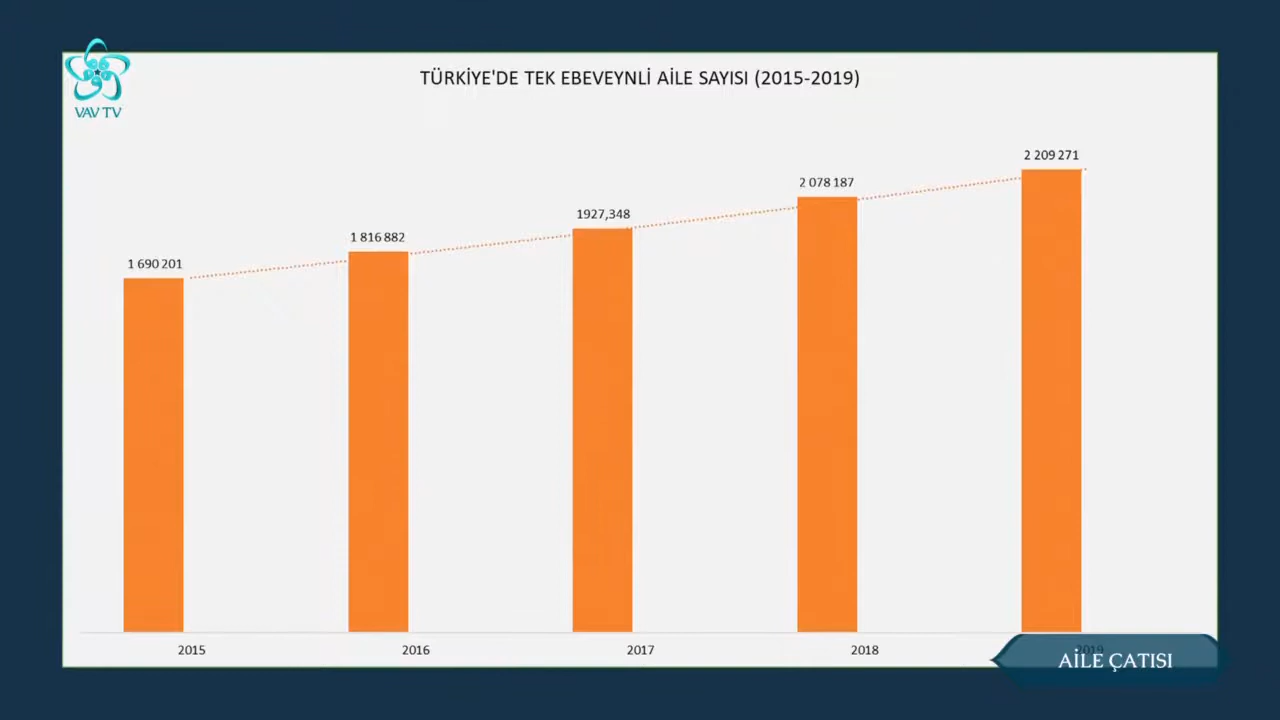 TÜRKİYE'DE TEK EBEVEYNLİ AİLE SAYISI (2015-2019)
VAV TV
2 209 271
2 078 187
1927,348
1 816 882
1 690 201
2015
2016
2017
2018
2019
AİLE ÇATISI